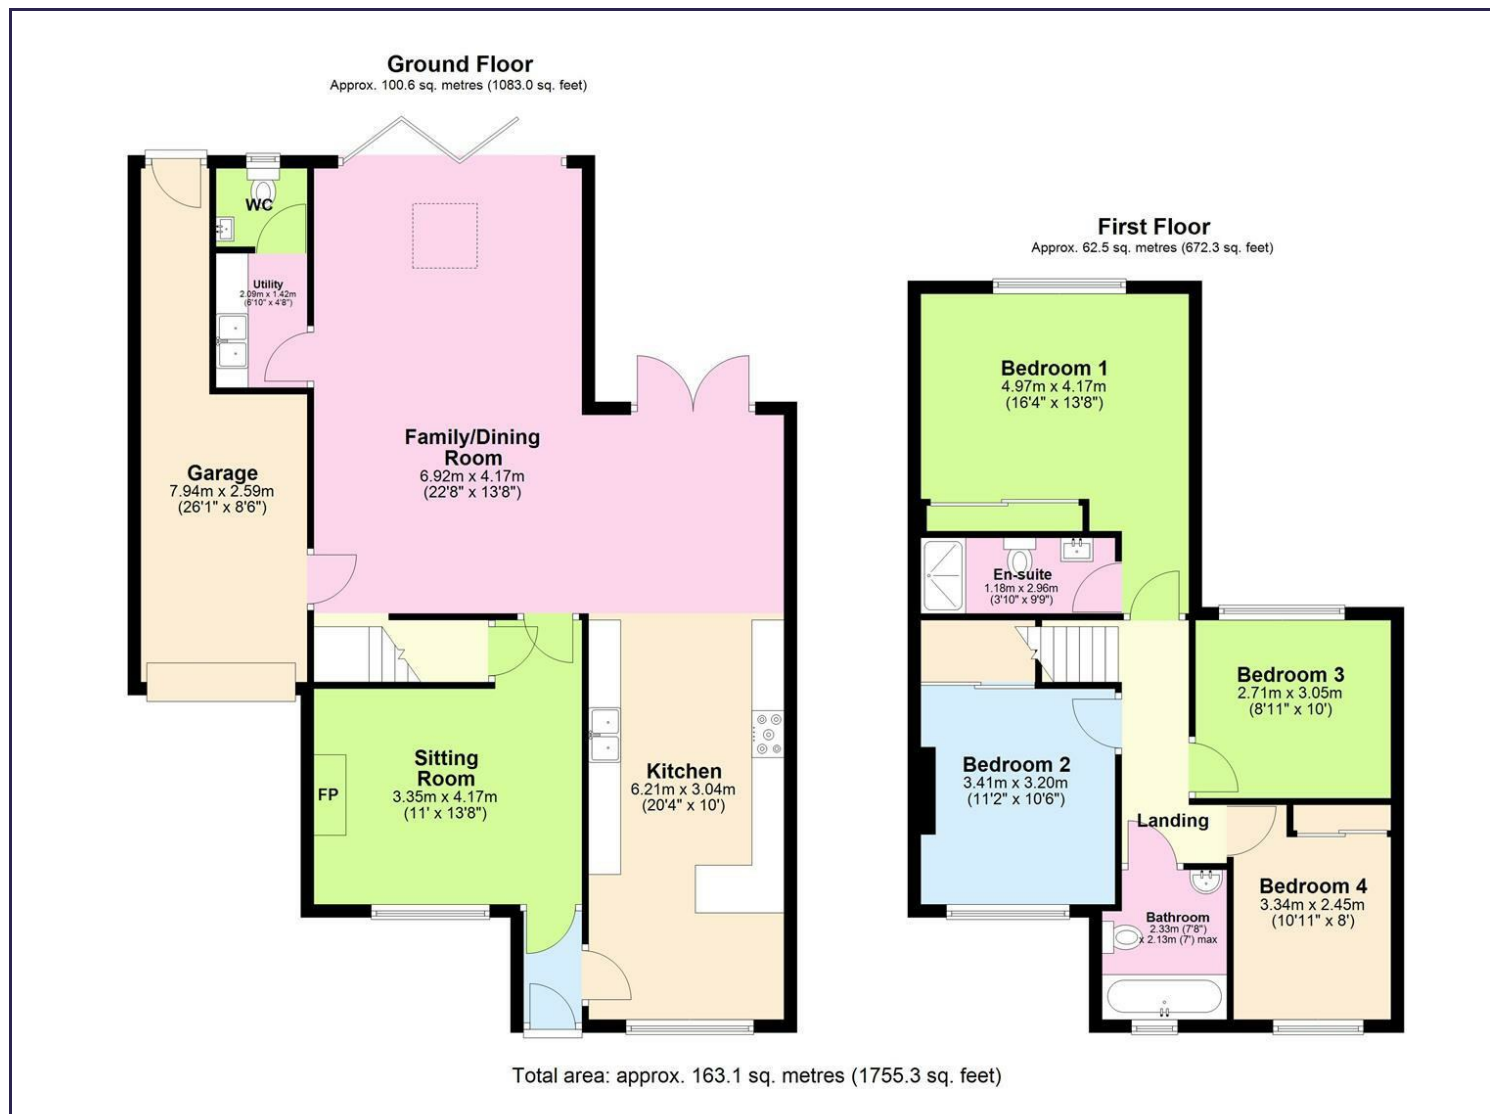 Ground Floor
Approx. 100.6 sq. metres (1083.0 sq. feet)
WC
Utility
2.09m x 1.42m
(6'10" x 4'8")
Family/Dining
Room
6.92m x 4.17m
(22'8" x 13'8")
Garage
7.94m x 2.59m
(26'1" x 8'6")
Sitting
Room
3.35m x 4.17m
(11' x 13'8")
FP
Kitchen
6.21m x 3.04m
(20'4" x 10')
First Floor
Approx. 62.5 sq. metres (672.3 sq. feet)
Bedroom 1
4.97m x 4.17m
(16'4" x 13'8")
En-suite
1.18m x 2.96m
(3'10" x 9'9")
Bedroom 3
2.71m x 3.05m
(8'11" x 10')
Bedroom 2
3.41m x 3.20m
(11'2" x 10'6")
Landing
Bedroom 4
3.34m x 2.45m
(10'11" x 8')
Bathroom
2.33m (7'8")
x 2.13m (7') max
Total area: approx. 163.1 sq. metres (1755.3 sq. feet)